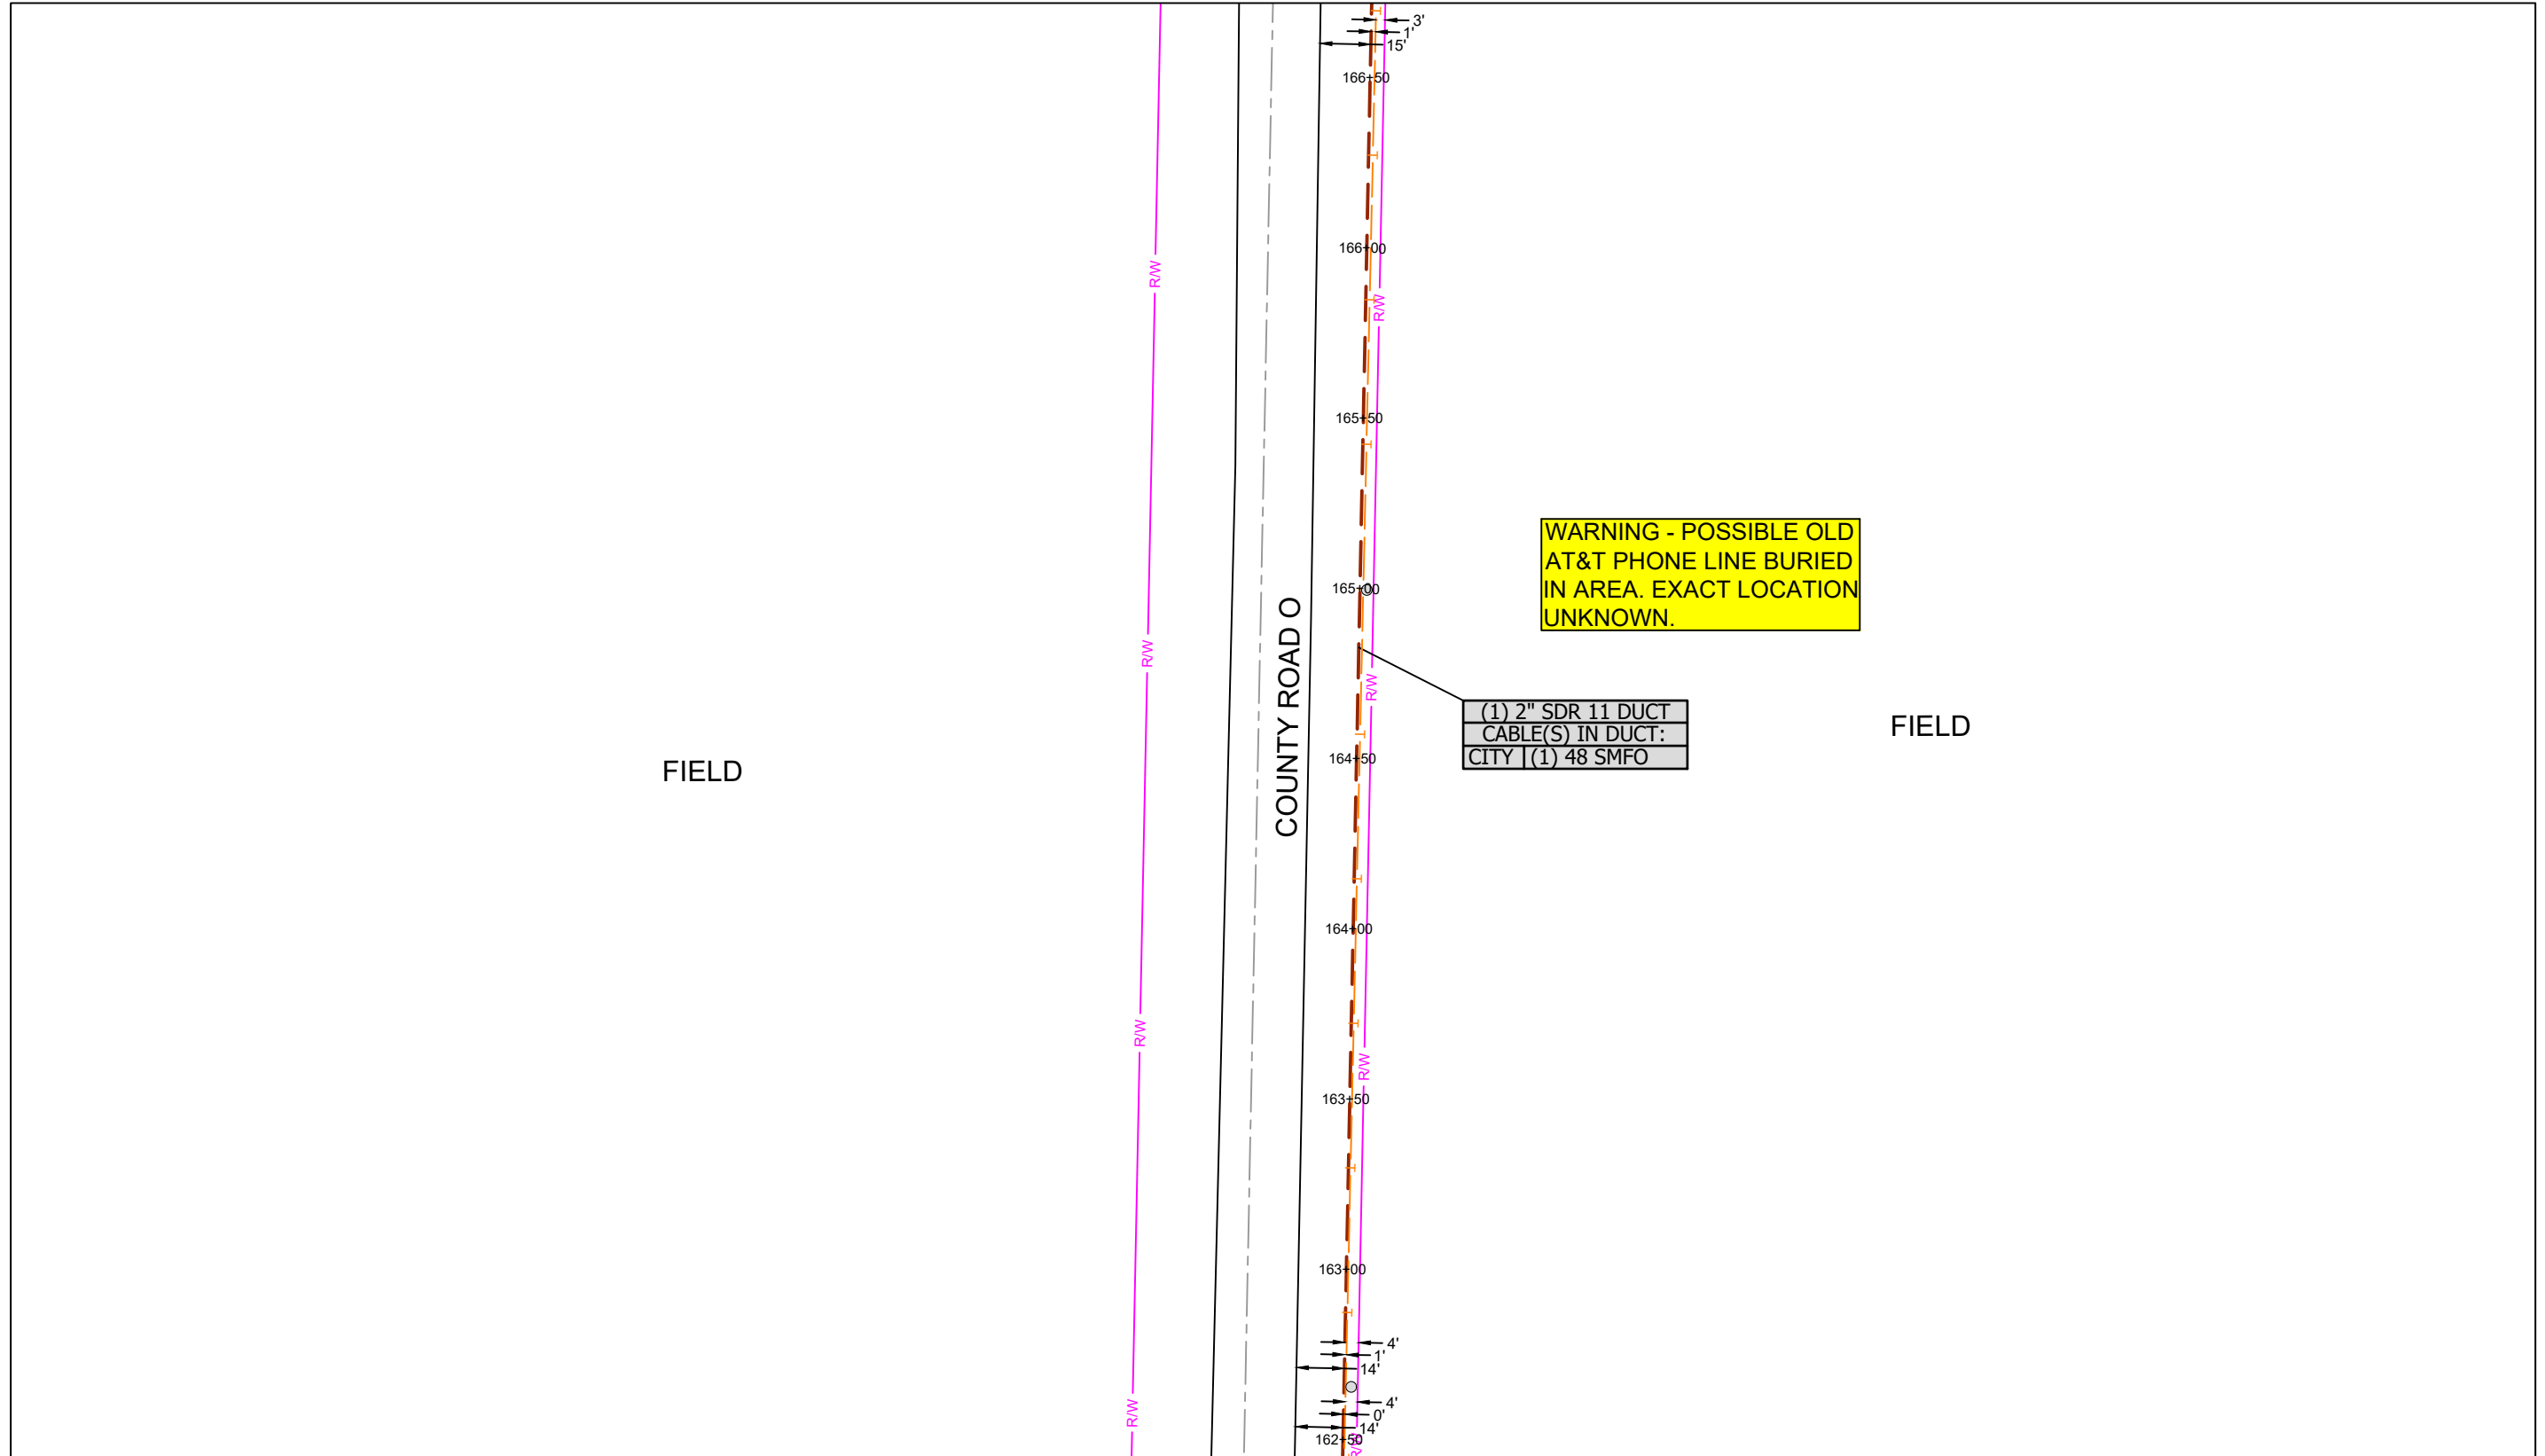 3'
1'
15'
166+50
166+00
R/W
R/W
165+50
WARNING - POSSIBLE OLD
AT&T PHONE LINE BURIED
IN AREA. EXACT LOCATION
UNKNOWN.
165+00
COUNTY ROAD O
R/W
R/W
(1) 2" SDR 11 DUCT
CABLE(S) IN DUCT:
CITY (1) 48 SMFO
FIELD
FIELD
164+50
164+00
R/W
R/W
163+50
163+00
4'
1'
14'
R/W
4'
0'
14'
162+50
R/W